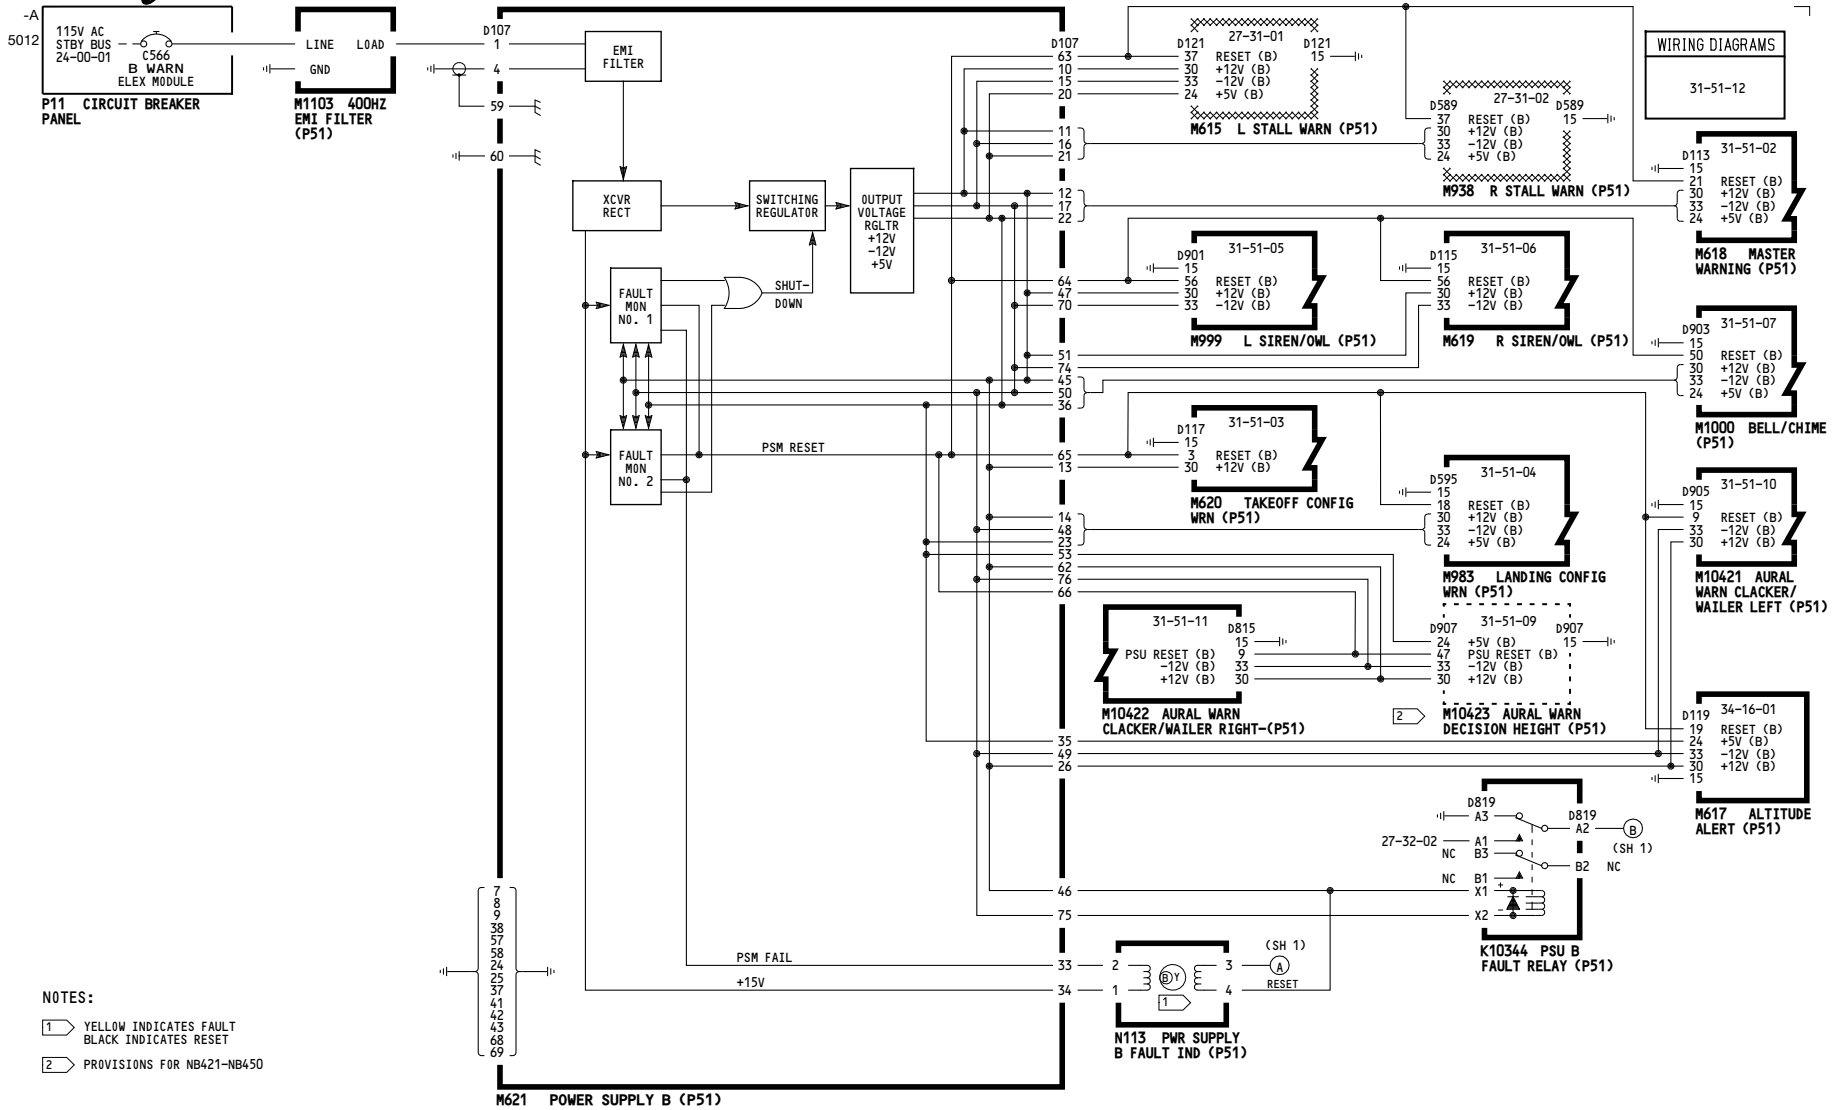 -A
5012
115V AC
STBY BUS
24-00-01
C566
B WARN
ELEX MODULE
P11 CIRCUIT BREAKER
PANEL
LINE LOAD
GND
M1103 400HZ
EMI FILTER
(P51)
D107
1
4
59
60
EMI
FILTER
XCVR
RECT
SWITCHING
REGULATOR
OUTPUT
VOLTAGE
RGLTR
+12V
-12V
+5V
FAULT
MON
NO. 1
SHUT-
DOWN
FAULT
MON
NO. 2
PSM RESET
PSM FAIL
+15V
7
8
9
38
57
58
24
25
37
41
42
43
68
69
M621 POWER SUPPLY B (P51)
D107
63
10
15
20
11
16
21
12
17
22
64
47
70
51
74
45
50
36
65
13
14
48
23
53
62
76
66
35
49
26
46
75
33
34
27-31-01
D121 D121
37 RESET (B) 15
30 +12V (B)
33 -12V (B)
24 +5V (B)
M615 L STALL WARN (P51)
27-31-02
D589 D589
37 RESET (B) 15
30 +12V (B)
33 -12V (B)
24 +5V (B)
M938 R STALL WARN (P51)
WIRING DIAGRAMS
31-51-12
31-51-02
D113
15
21 RESET (B)
30 +12V (B)
33 -12V (B)
24 +5V (B)
M618 MASTER
WARNING (P51)
31-51-05
D901
15
56 RESET (B)
30 +12V (B)
33 -12V (B)
M999 L SIREN/OWL (P51)
31-51-06
D115
15
56 RESET (B)
30 +12V (B)
33 -12V (B)
M619 R SIREN/OWL (P51)
31-51-07
D903
15
50 RESET (B)
30 +12V (B)
33 -12V (B)
24 +5V (B)
M1000 BELL/CHIME
(P51)
31-51-03
D117
15
3 RESET (B)
30 +12V (B)
M620 TAKEOFF CONFIG
WRN (P51)
31-51-04
D595
15
18 RESET (B)
30 +12V (B)
33 -12V (B)
24 +5V (B)
M983 LANDING CONFIG
WRN (P51)
31-51-10
D905
15
9 RESET (B)
33 -12V (B)
30 +12V (B)
M10421 AURAL
WARN CLACKER/
WAILER LEFT (P51)
31-51-11
D815
15
PSU RESET (B) 9
-12V (B) 33
+12V (B) 30
M10422 AURAL WARN
CLACKER/WAILER RIGHT-(P51)
31-51-09
D907 D907
24 +5V (B) 15
47 PSU RESET (B)
33 -12V (B)
30 +12V (B)
2 M10423 AURAL WARN
DECISION HEIGHT (P51)
34-16-01
D119
19 RESET (B)
24 +5V (B)
33 -12V (B)
30 +12V (B)
15
M617 ALTITUDE
ALERT (P51)
D819 D819
A3 A2 B
(SH 1)
27-32-02 A1
NC B3
B2 NC
NC B1
X1 +
X2 -
K10344 PSU B
FAULT RELAY (P51)
(SH 1)
2 3 A
B Y
1 4 RESET
1
N113 PWR SUPPLY
B FAULT IND (P51)
NOTES:
1 YELLOW INDICATES FAULT
BLACK INDICATES RESET
2 PROVISIONS FOR NB421-NB450